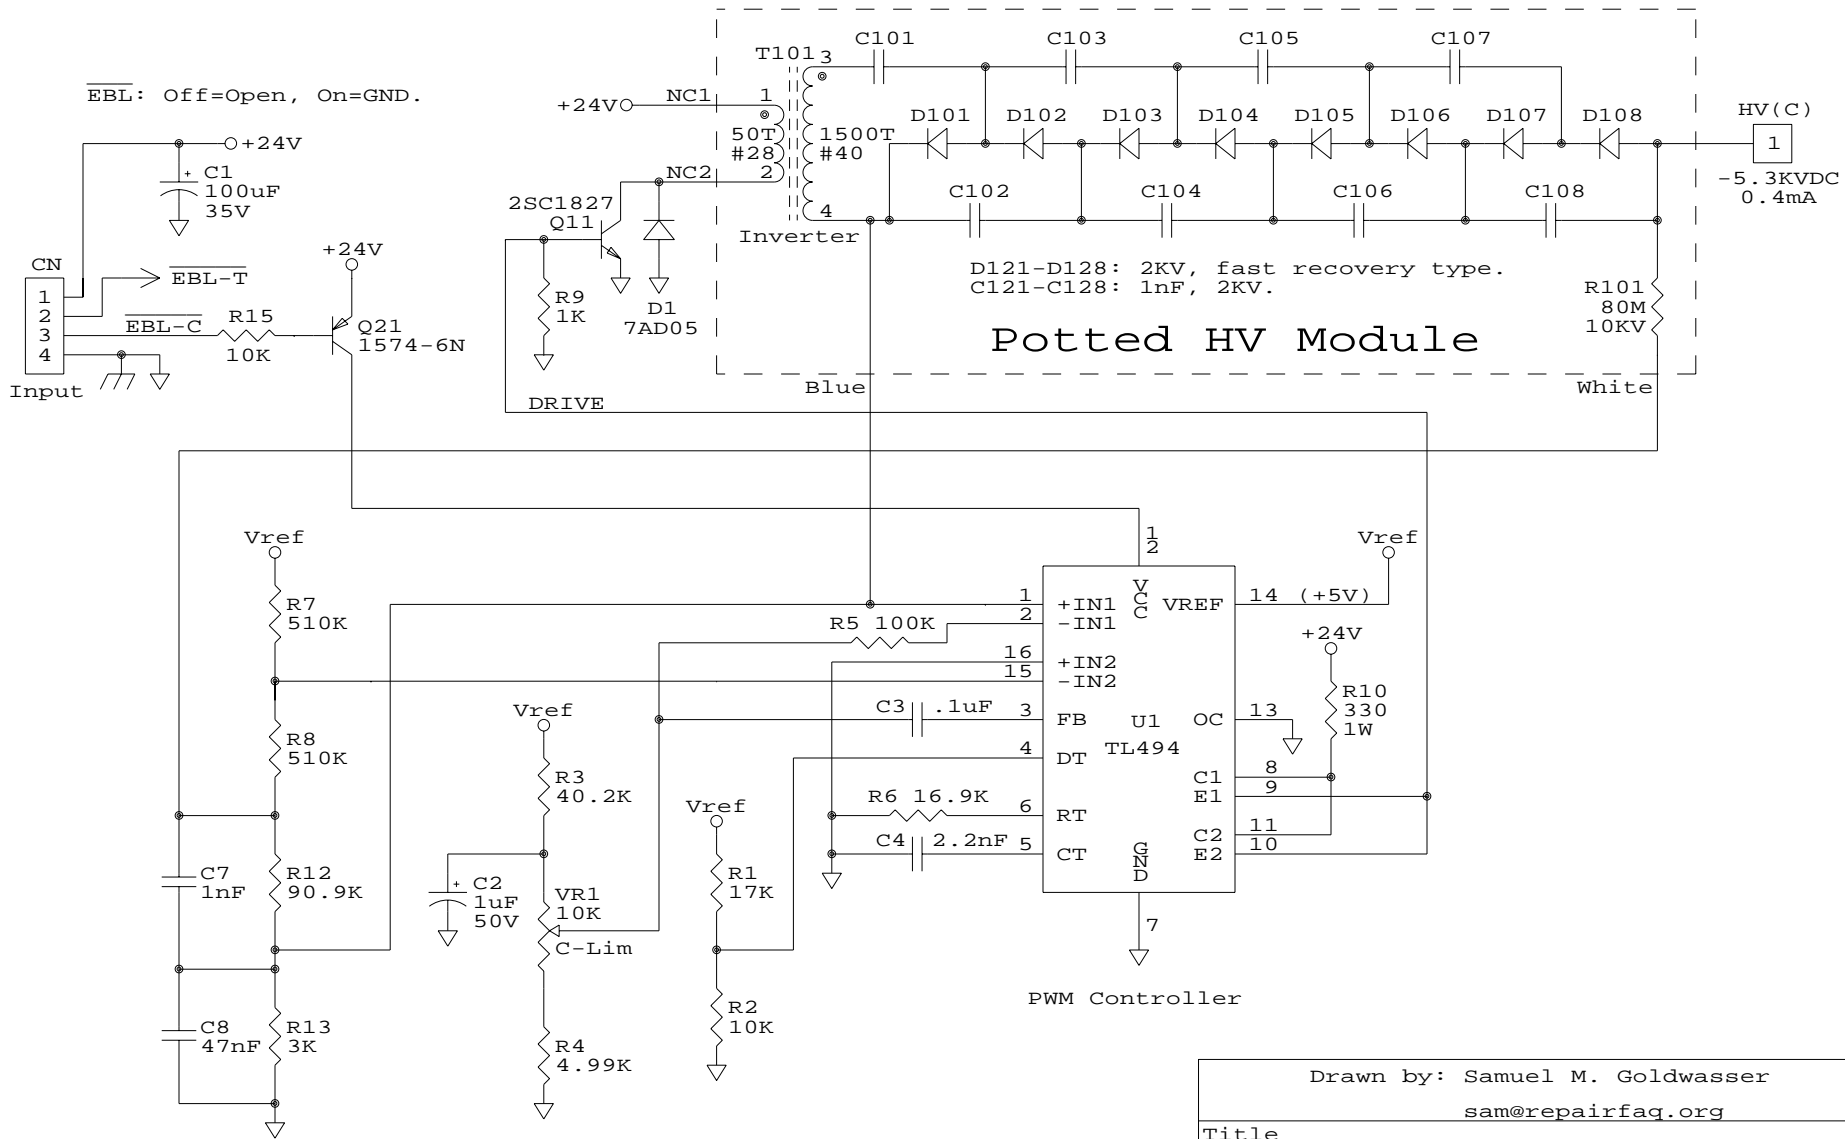 EBL: Off=Open, On=GND.
+24V
C1
100uF
35V
CN
1
2
3
4
Input
EBL-T
EBL-C
R15
10K
+24V
Q21
1574-6N
+24V
NC1
NC2
2SC1827
Q11
R9
1K
D1
7AD05
DRIVE
T101
1
2
3
4
50T
#28
1500T
#40
Inverter
C101
C103
C105
C107
D101
D102
D103
D104
D105
D106
D107
D108
C102
C104
C106
C108
D121-D128: 2KV, fast recovery type.
C121-C128: 1nF, 2KV.
Potted HV Module
R101
80M
10KV
Blue
White
HV(C)
1
-5.3KVDC
0.4mA
Vref
R7
510K
R8
510K
C7
1nF
R12
90.9K
C8
47nF
R13
3K
Vref
R3
40.2K
C2
1uF
50V
VR1
10K
C-Lim
R4
4.99K
Vref
R1
17K
R2
10K
R5 100K
C3 .1uF
R6 16.9K
C4 2.2nF
1 +IN1
2 -IN1
16 +IN2
15 -IN2
3 FB
4 DT
6 RT
5 CT
12
VCC
U1
TL494
GND
7
VREF 14 (+5V)
Vref
OC 13
C1 8
E1 9
C2 11
E2 10
+24V
R10
330
1W
PWM Controller
Drawn by: Samuel M. Goldwasser
sam@repairfaq.org
Title